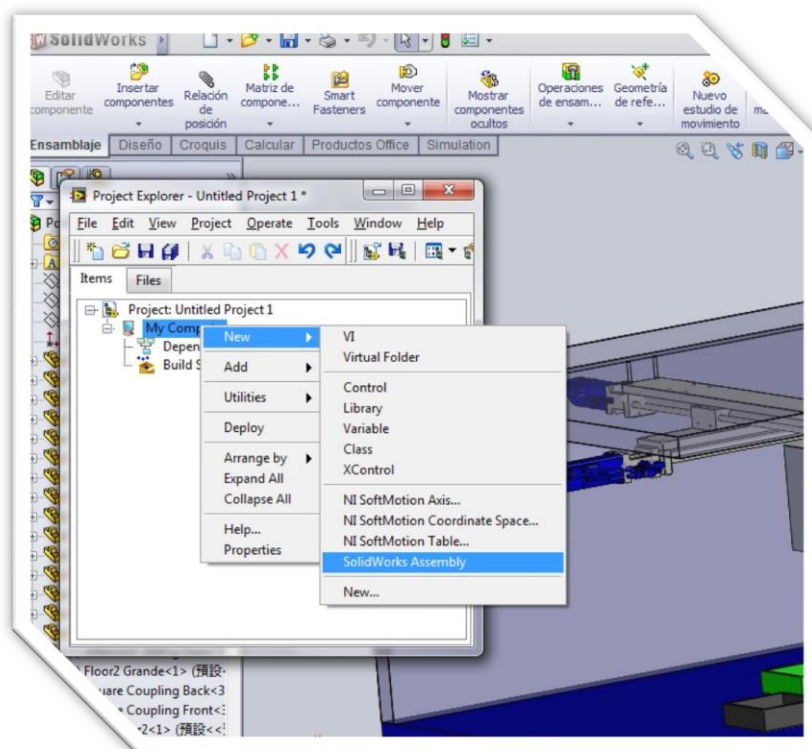 SolidWorks
Editar componente
Insertar componentes
Relación de posición
Matriz de compone...
Smart Fasteners
Mover componente
Mostrar componentes ocultos
Operaciones de ensam...
Geometría de refe...
Nuevo estudio de movimiento
Ensamblaje Diseño Croquis Calcular Productos Office Simulation
Project Explorer - Untitled Project 1 *
File Edit View Project Operate Tools Window Help
Items Files
Project: Untitled Project 1
My Comp
Depen
Build S
New
Add
Utilities
Deploy
Arrange by
Expand All
Collapse All
Help...
Properties
VI
Virtual Folder
Control
Library
Variable
Class
XControl
NI SoftMotion Axis...
NI SoftMotion Coordinate Space...
NI SoftMotion Table...
SolidWorks Assembly
New...
Floor2 Grande<1> (預設<
uare Coupling Back<3
Coupling Front<
2<1> (預設<<